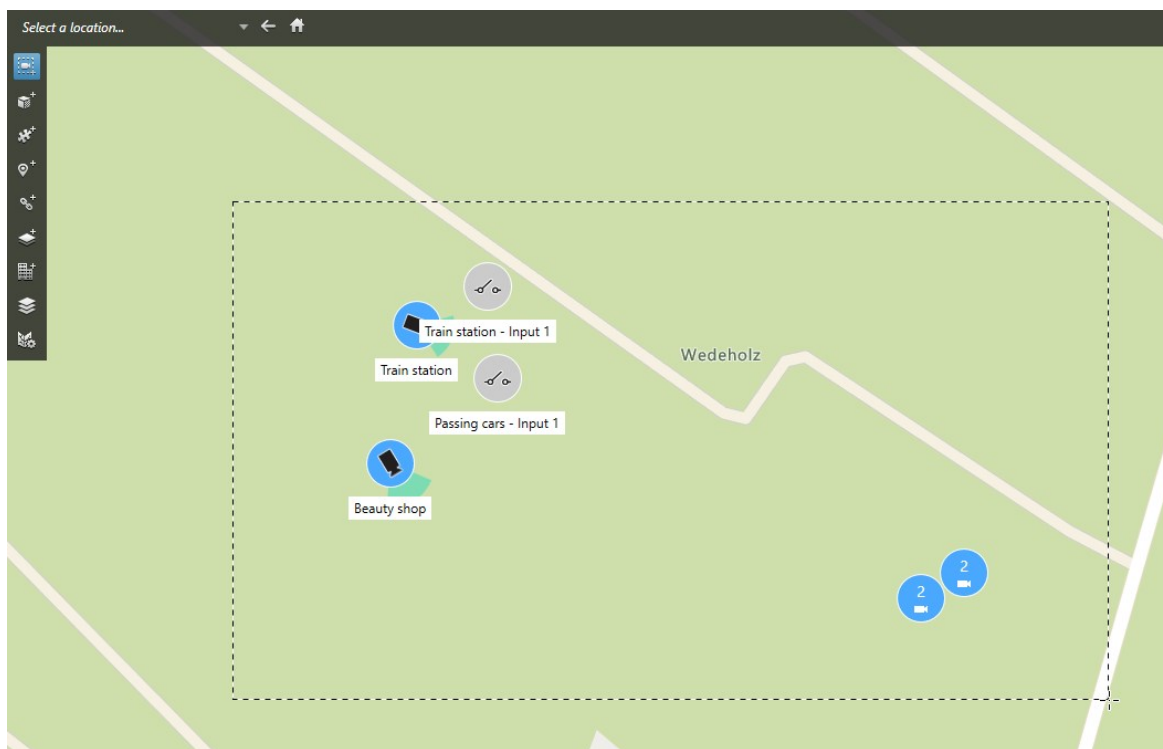 Select a location...
Train station - Input 1
Wedeholz
Train station
Passing cars - Input 1
Beauty shop
2
2